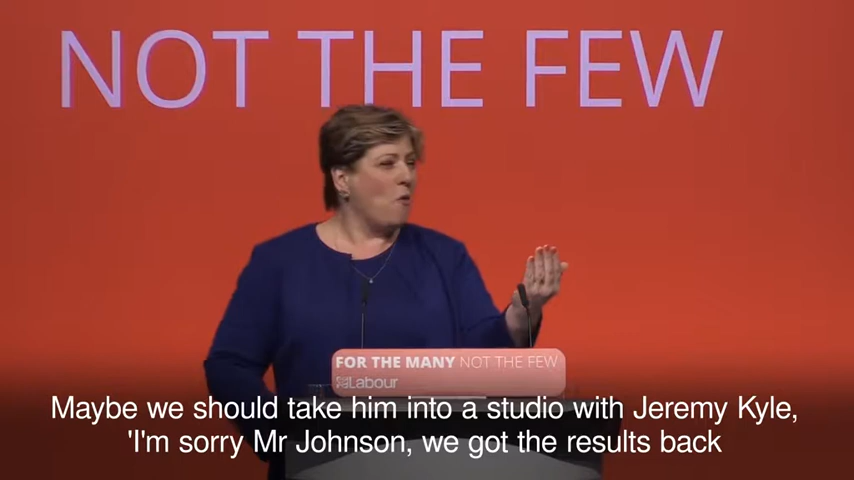 NOT THE FEW
FOR THE MANY NOT THE FEW
Labour
Maybe we should take him into a studio with Jeremy Kyle,
'I'm sorry Mr Johnson, we got the results back